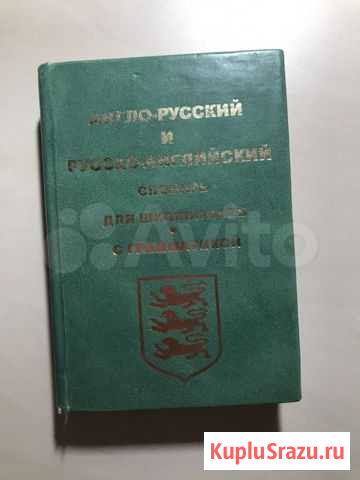 АНГЛО-РУССКИЙ
И
РУССКО-АНГЛИЙСКИЙ
СЛОВАРЬ
ДЛЯ ШКОЛЬНИКОВ
С ГРАММАТИКОЙ
Avito
KupluSrazu.ru